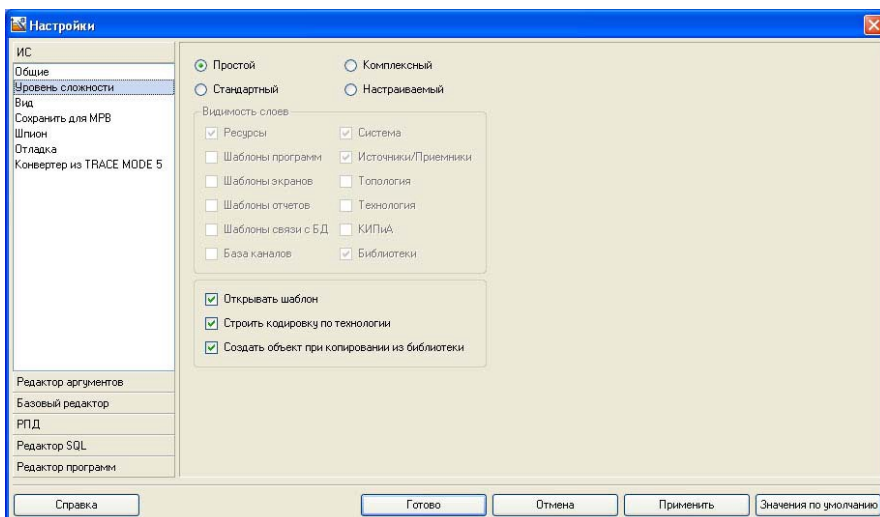 Настройки
ИС
Общие
Уровень сложности
Вид
Сохранить для МРВ
Шпион
Отладка
Конвертер из TRACE MODE 5
Редактор аргументов
Базовый редактор
РПД
Редактор SQL
Редактор программ
Простой Комплексный
Стандартный Настраиваемый
Видимость слоев
Ресурсы Система
Шаблоны программ Источники/Приемники
Шаблоны экранов Топология
Шаблоны отчетов Технология
Шаблоны связи с БД КИПиА
База каналов Библиотеки
Открывать шаблон
Строить кодировку по технологии
Создать объект при копировании из библиотеки
Справка Готово Отмена Применить Значения по умолчанию